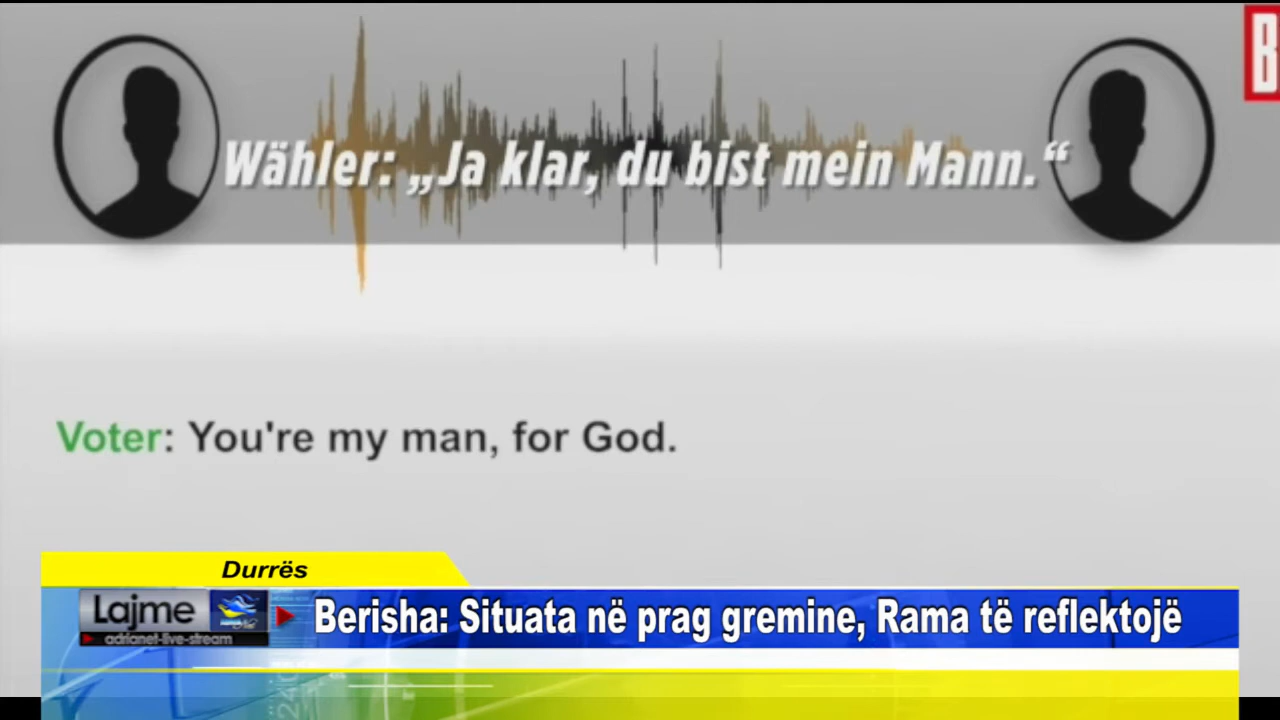 B
Wähler: „Ja klar, du bist mein Mann.“
Voter: You're my man, for God.
Durrës
Lajme
adrianet-live-stream
Berisha: Situata në prag gremine, Rama të reflektojë